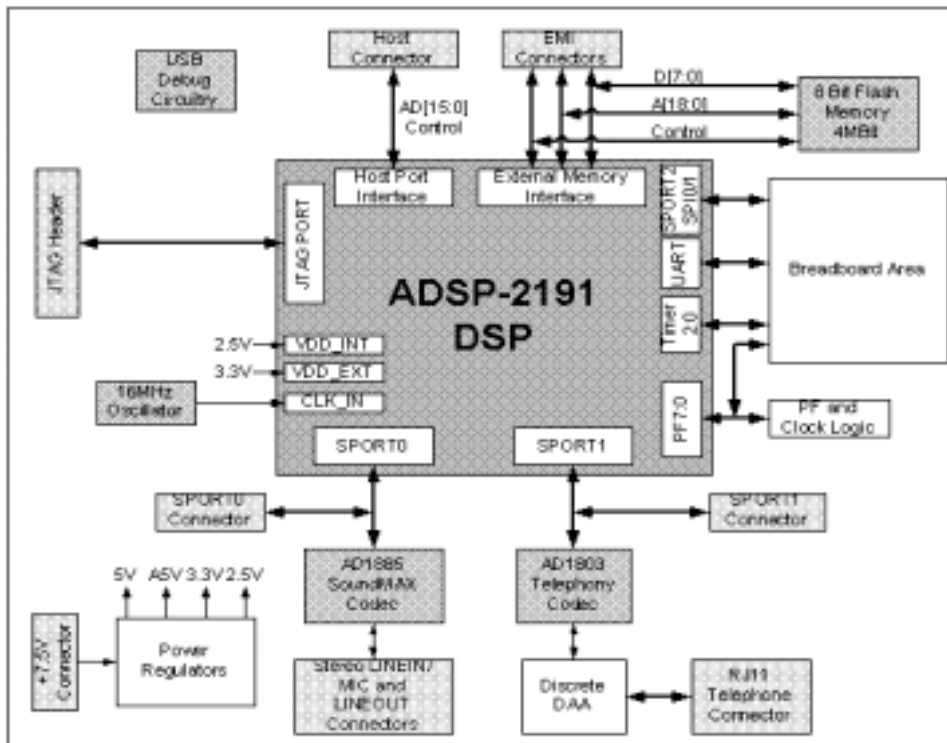 USB
Debug
Circuitry
Host
Connector
EMI
Connectors
D[7:0]
A[18:0]
Control
8 Bit Flash
Memory
4MBit
AD[15:0]
Control
Host Port
Interface
External Memory
Interface
SPORT2
SPI0/1
JTAG Header
JTAG PORT
UART
Breadboard Area
ADSP-2191
DSP
Timer
2:0
2.5V
VDD_INT
3.3V
VDD_EXT
16MHz
Oscillator
CLK_IN
PF7:0
PF and
Clock Logic
SPORT0
SPORT1
SPORT0
Connector
SPORT1
Connector
AD1885
SoundMAX
Codec
AD1803
Telephony
Codec
5V
A5V
3.3V
2.5V
+7.5V
Connector
Power
Regulators
Stereo LINEIN/
MIC and
LINEOUT
Connectors
Discrete
DAA
RJ11
Telephone
Connector